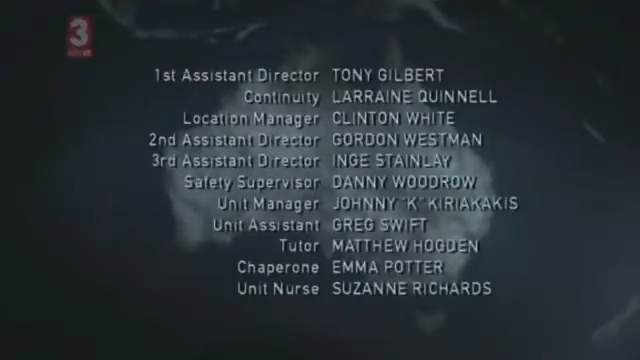 3
1st Assistant Director TONY GILBERT
Continuity LARRAINE QUINNELL
Location Manager CLINTON WHITE
2nd Assistant Director GORDON WESTMAN
3rd Assistant Director INGE STAINLAY
Safety Supervisor DANNY WOODROW
Unit Manager JOHNNY "K" KIRIAKAKIS
Unit Assistant GREG SWIFT
Tutor MATTHEW HOGDEN
Chaperone EMMA POTTER
Unit Nurse SUZANNE RICHARDS